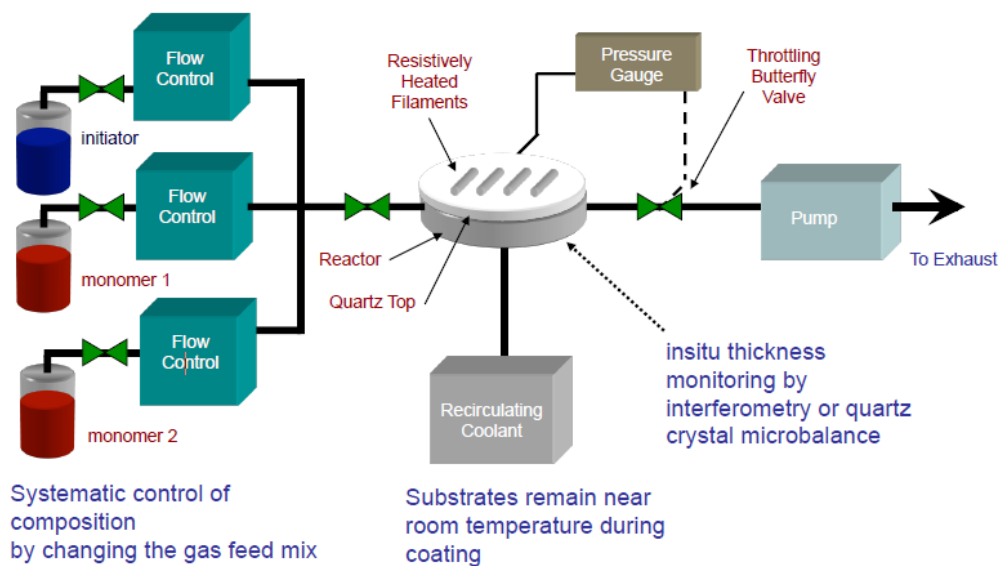 Flow
Control
initiator
Flow
Control
monomer 1
Flow
Control
monomer 2
Systematic control of
composition
by changing the gas feed mix
Resistively
Heated
Filaments
Pressure
Gauge
Throttling
Butterfly
Valve
Reactor
Quartz Top
Pump
To Exhaust
Recirculating
Coolant
insitu thickness
monitoring by
interferometry or quartz
crystal microbalance
Substrates remain near
room temperature during
coating